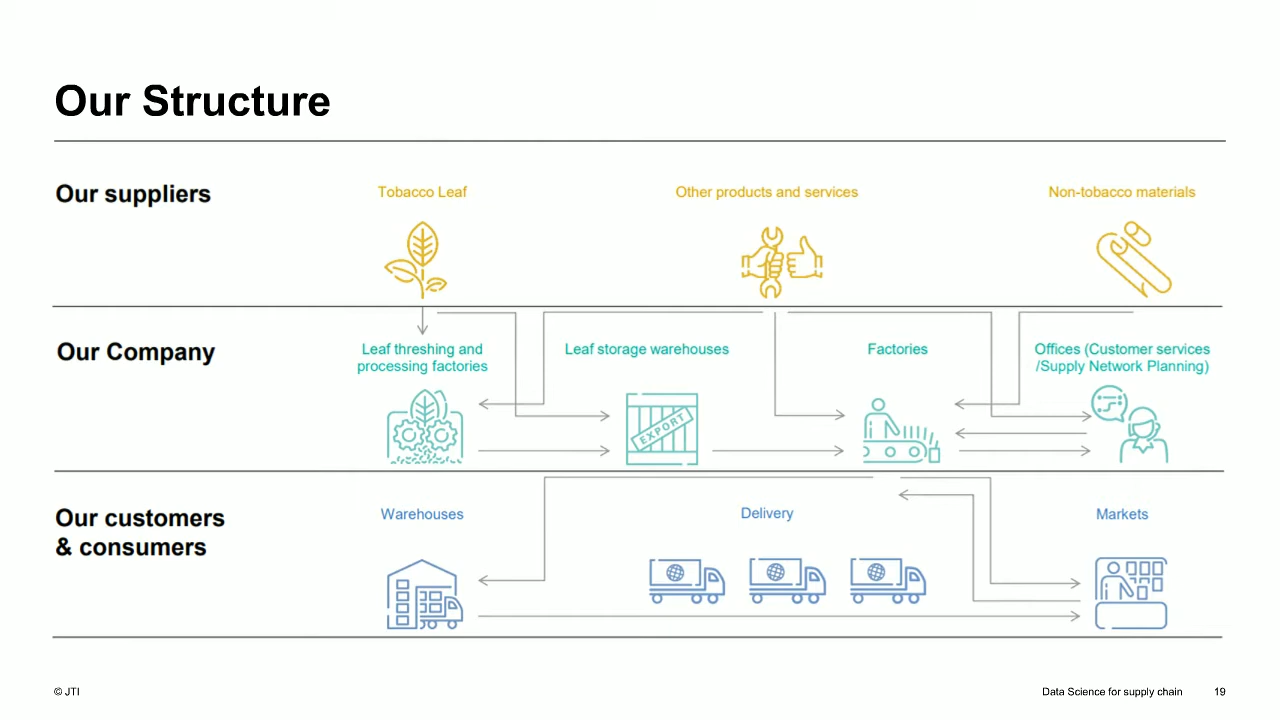 Our Structure
Our suppliers
Tobacco Leaf
Other products and services
Non-tobacco materials
Our Company
Leaf threshing and
processing factories
Leaf storage warehouses
Factories
Offices (Customer services
/Supply Network Planning)
EXPORT
Our customers
& consumers
Warehouses
Delivery
Markets
© JTI
Data Science for supply chain
19